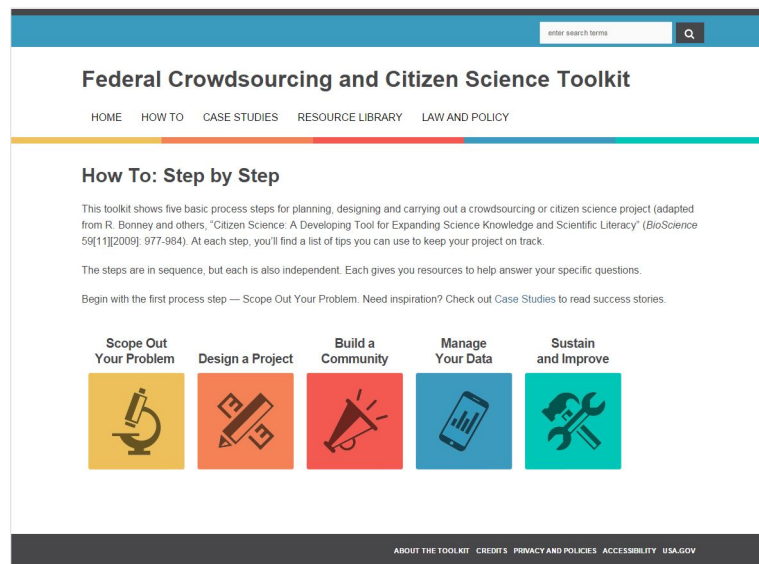 enter search terms
Federal Crowdsourcing and Citizen Science Toolkit
HOME HOW TO CASE STUDIES RESOURCE LIBRARY LAW AND POLICY
How To: Step by Step
This toolkit shows five basic process steps for planning, designing and carrying out a crowdsourcing or citizen science project (adapted
from R. Bonney and others, "Citizen Science: A Developing Tool for Expanding Science Knowledge and Scientific Literacy" (BioScience
59[11][2009]: 977-984). At each step, you'll find a list of tips you can use to keep your project on track.
The steps are in sequence, but each is also independent. Each gives you resources to help answer your specific questions.
Begin with the first process step — Scope Out Your Problem. Need inspiration? Check out Case Studies to read success stories.
Scope Out
Your Problem
Design a Project
Build a
Community
Manage
Your Data
Sustain
and Improve
ABOUT THE TOOLKIT CREDITS PRIVACY AND POLICIES ACCESSIBILITY USA.GOV